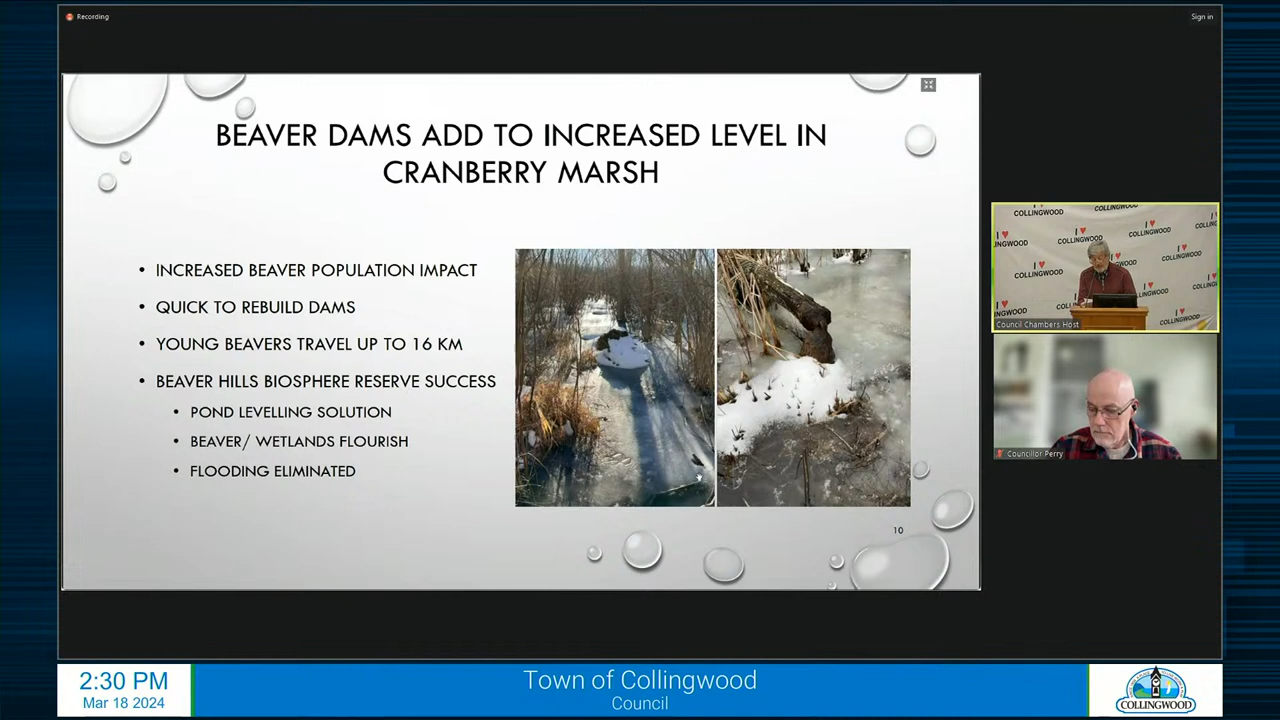 Recording
Sign in
BEAVER DAMS ADD TO INCREASED LEVEL IN
CRANBERRY MARSH
• INCREASED BEAVER POPULATION IMPACT
• QUICK TO REBUILD DAMS
• YOUNG BEAVERS TRAVEL UP TO 16 KM
• BEAVER HILLS BIOSPHERE RESERVE SUCCESS
• POND LEVELLING SOLUTION
• BEAVER/ WETLANDS FLOURISH
• FLOODING ELIMINATED
10
I ♥
COLLINGWOOD
Council Chambers Host
Councillor Perry
2:30 PM
Mar 18 2024
Town of Collingwood
Council
COLLINGWOOD